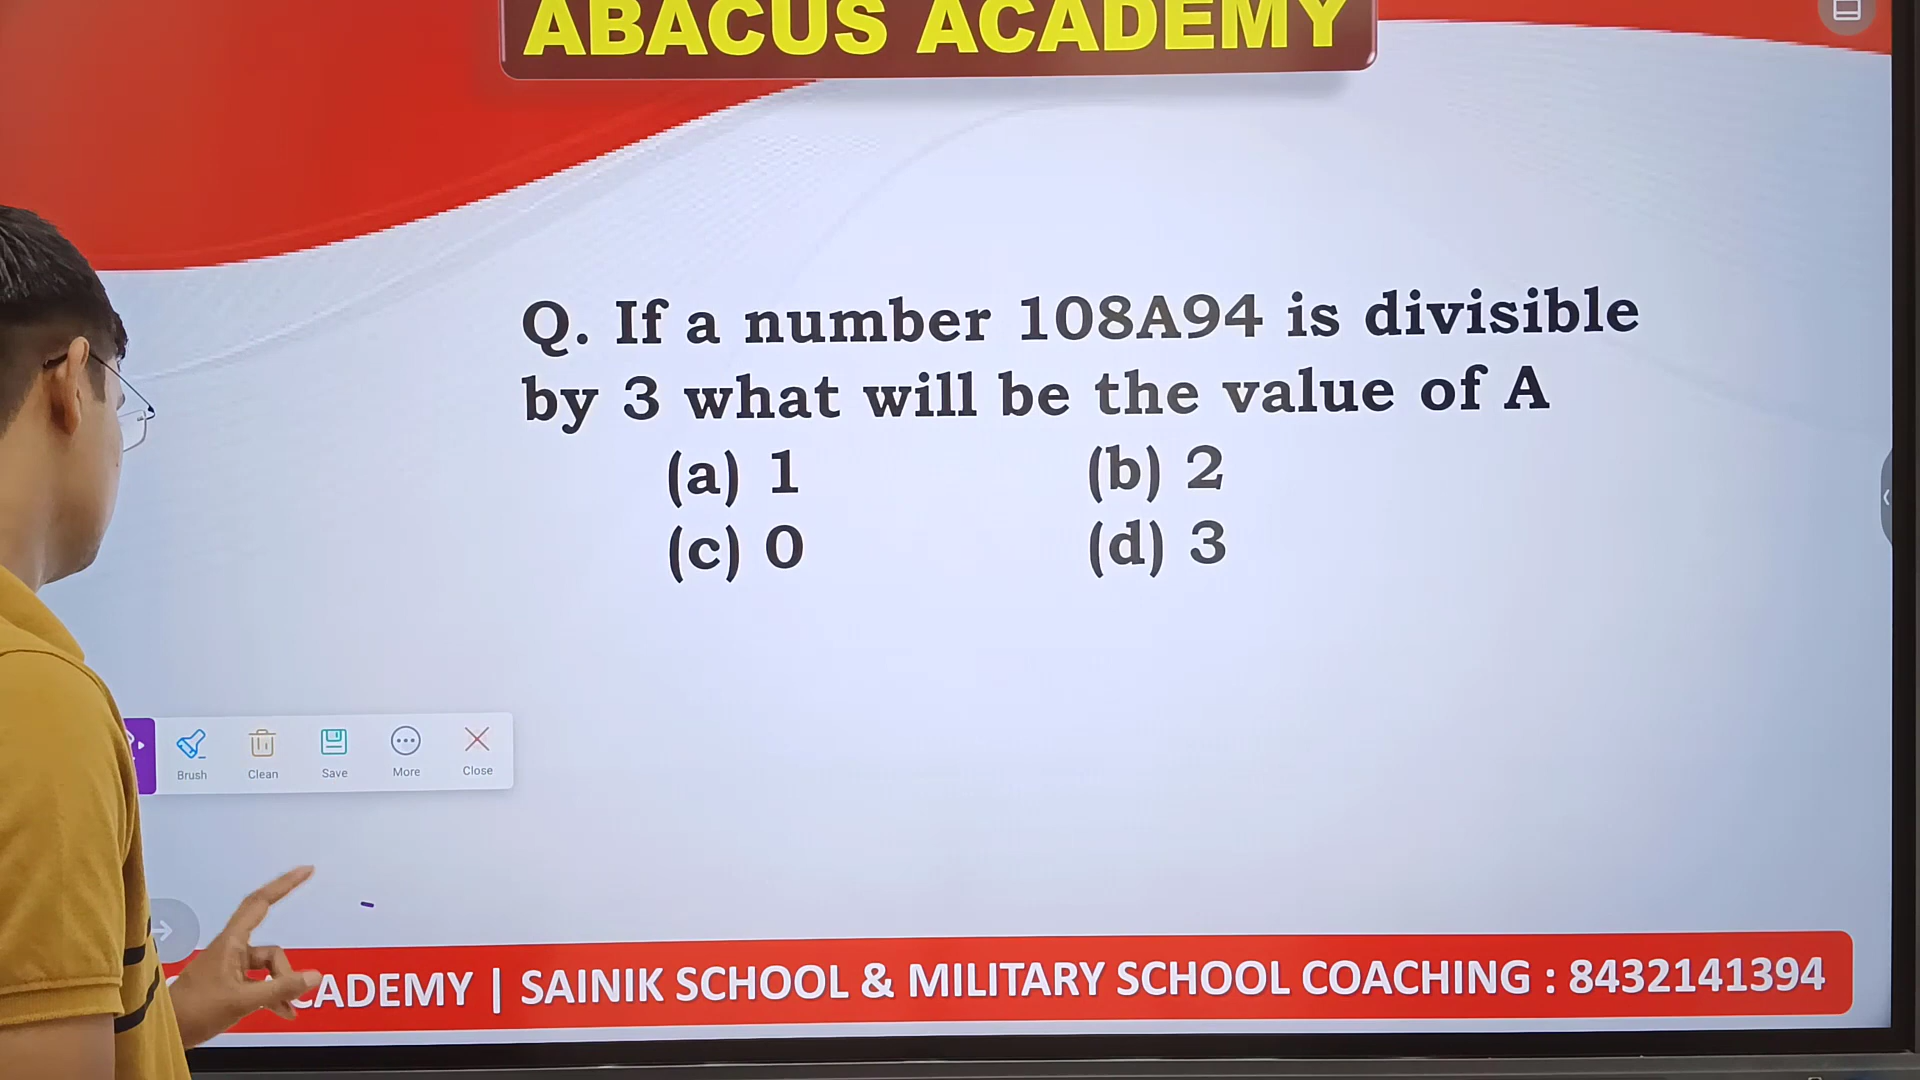 ABACUS ACADEMY
Q. If a number 108A94 is divisible
by 3 what will be the value of A
(a) 1 (b) 2
(c) 0 (d) 3
Brush Clean Save More Close
| SAINIK SCHOOL & MILITARY SCHOOL COACHING : 8432141394